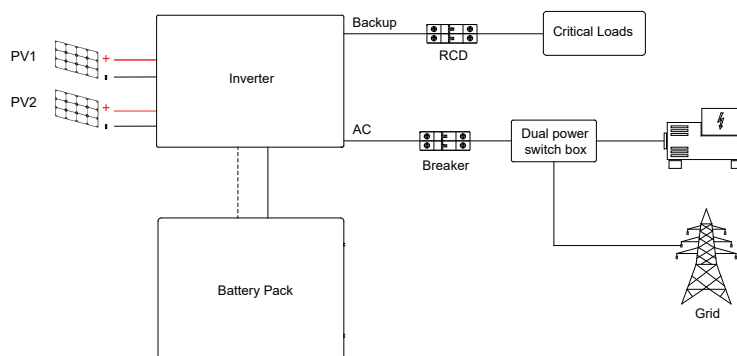 Backup
Critical Loads
RCD
PV1
+
-
Inverter
PV2
+
-
AC
Dual power
switch box
Breaker
Battery Pack
Grid